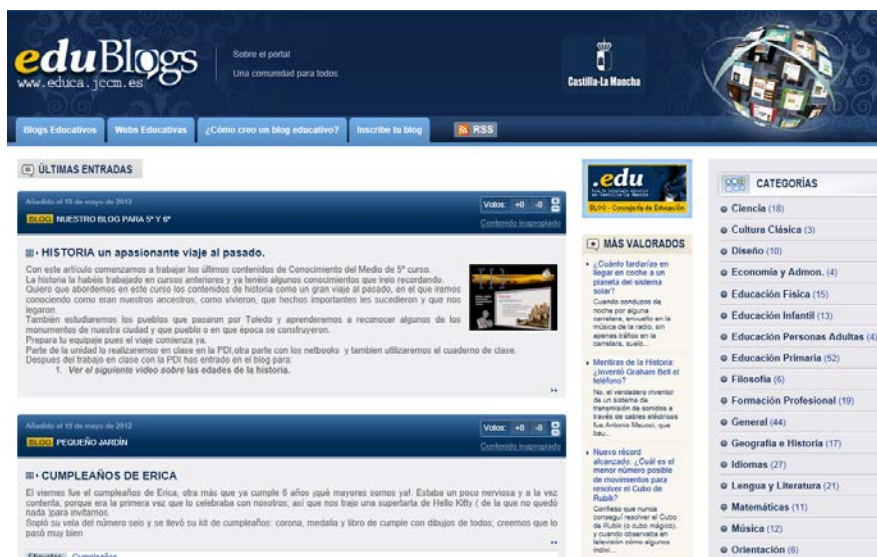 eduBlogs
www.educa.jccm.es
Sobre el portal
Una comunidad para todos
Castilla-La Mancha
Blogs Educativos
Webs Educativas
¿Cómo creo un blog educativo?
Inscribe tu blog
RSS
ÚLTIMAS ENTRADAS
Añadido el 19 de mayo de 2012
BLOG NUESTRO BLOG PARA 5º Y 6º
Votos: +0 -0
Contenido inapropiado
HISTORIA un apasionante viaje al pasado.
Con este artículo comenzamos a trabajar los últimos contenidos de Conocimiento del Medio de 5º curso.
La historia la habéis trabajado en cursos anteriores y ya tenéis algunos conocimientos que ireis recordando.
Quiero que abordemos en este curso los contenidos de historia como un gran viaje al pasado, en el que iremos
conociendo como eran nuestros ancestros, como vivieron, que hechos importantes les sucedieron y que nos
legaron.
También estudiaremos los pueblos que pasaron por Toledo y aprenderemos a reconocer algunos de los
monumentos de nuestra ciudad y que pueblo o en que época se construyeron.
Prepara tu equipaje pues el viaje comienza ya.
Parte de la unidad lo realizaremos en clase en la PDI,otra parte con los netbooks y tambien utilizaremos el cuaderno de clase.
Despues del trabajo en clase con la PDI has entrado en el blog para:
1. Ver el siguiente video sobre las edades de la historia.
Añadido el 19 de mayo de 2012
BLOG PEQUEÑO JARDÍN
Votos: +0 -0
Contenido inapropiado
CUMPLEAÑOS DE ERICA
El viernes fue el cumpleaños de Erica, otra más que ya cumple 6 años ¡qué mayores somos ya!. Estaba un poco nerviosa y a la vez
contenta, porque era la primera vez que lo celebraba con nosotros; así que nos trajo una supertarta de Hello Kitty ( de la que no quedó
nada )para invitarnos.
Sopló su vela del número seis y se llevó su kit de cumpleaños: corona, medalla y libro de cumple con dibujos de todos; creemos que lo
pasó muy bien
Etiquetas: Cumpleaños
.edu
BLOG - Consejería de Educación
MÁS VALORADOS
¿Cuánto tardarías en
llegar en coche a un
planeta del sistema
solar?
Cuando conduzco de
noche por alguna
carretera, envuelto en la
música de la radio, sin
apenas tráfico en la
carretera, suelo...
Mentiras de la Historia:
¿Inventó Graham Bell el
teléfono?
No, el verdadero inventor
de un sistema de
transmisión de sonidos a
través de cables eléctricos
fue Antonio Meucci, que
bau...
Nuevo récord
alcanzado. ¿Cuál es el
menor número posible
de movimientos para
resolver el Cubo de
Rubik?
Confieso que nunca
conseguí resolver el Cubo
de Rubik (o cubo mágico).
y cuando observaba en
televisión cómo algunos
indivi...
CATEGORÍAS
Ciencia (18)
Cultura Clásica (3)
Diseño (10)
Economía y Admon. (4)
Educación Física (15)
Educación Infantil (13)
Educación Personas Adultas (4)
Educación Primaria (52)
Filosofía (6)
Formación Profesional (19)
General (44)
Geografía e Historia (17)
Idiomas (27)
Lengua y Literatura (21)
Matemáticas (11)
Música (12)
Orientación (6)